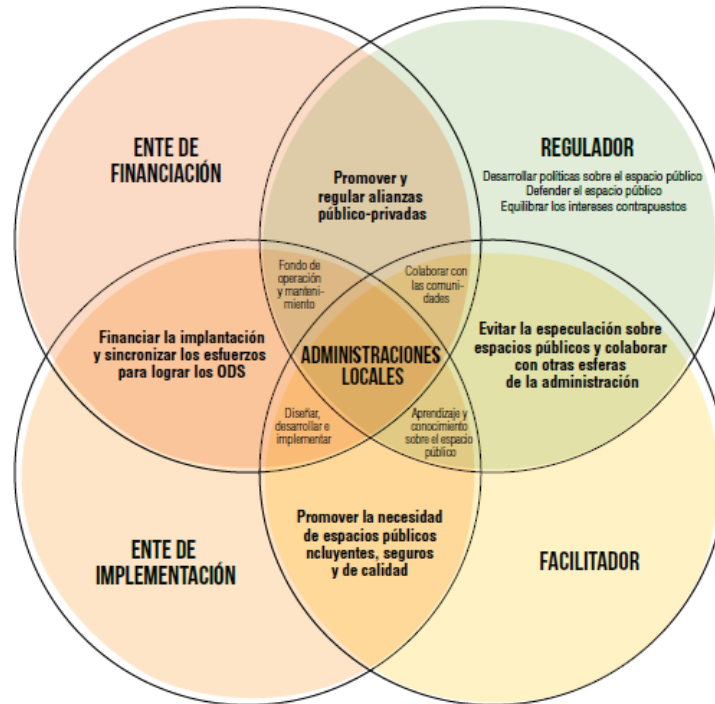 ENTE DE
FINANCIACIÓN
REGULADOR
Desarrollar políticas sobre el espacio público
Defender el espacio público
Equilibrar los intereses contrapuestos
Promover y
regular alianzas
público-privadas
Fondo de
operación
y manteni-
miento
Colaborar con
las comuni-
dades
Financiar la implantación
y sincronizar los esfuerzos
para lograr los ODS
ADMINISTRACIONES
LOCALES
Evitar la especulación sobre
espacios públicos y colaborar
con otras esferas
de la administración
Diseñar,
desarrollar e
implementar
Aprendizaje y
conocimiento
sobre el espacio
público
Promover la necesidad
de espacios públicos
ncluyentes, seguros
y de calidad
ENTE DE
IMPLEMENTACIÓN
FACILITADOR